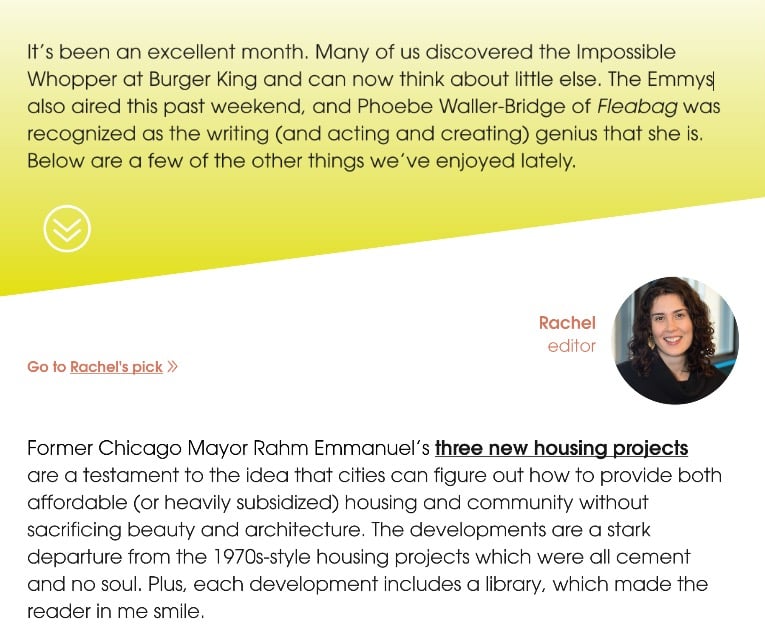 It’s been an excellent month. Many of us discovered the Impossible
Whopper at Burger King and can now think about little else. The Emmys
also aired this past weekend, and Phoebe Waller-Bridge of Fleabag was
recognized as the writing (and acting and creating) genius that she is.
Below are a few of the other things we’ve enjoyed lately.
Rachel
editor
Go to Rachel's pick »
Former Chicago Mayor Rahm Emmanuel’s three new housing projects
are a testament to the idea that cities can figure out how to provide both
affordable (or heavily subsidized) housing and community without
sacrificing beauty and architecture. The developments are a stark
departure from the 1970s-style housing projects which were all cement
and no soul. Plus, each development includes a library, which made the
reader in me smile.